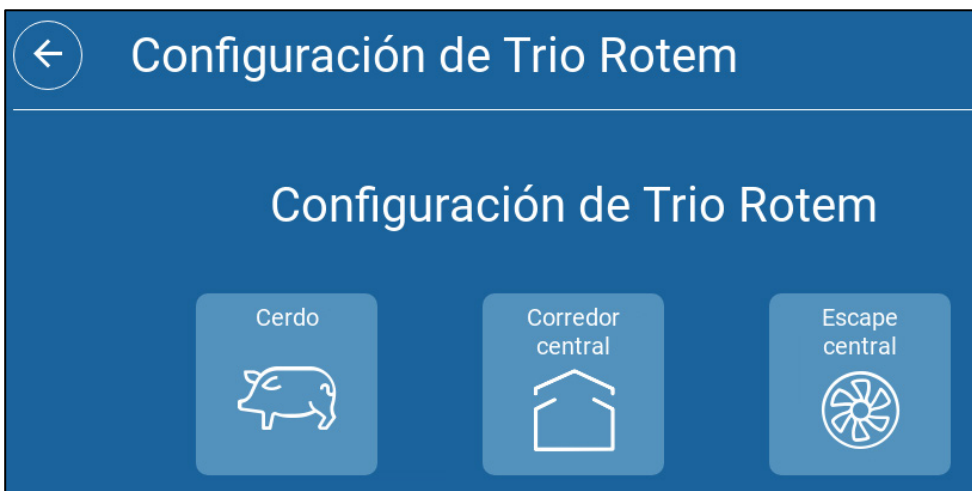 Configuración de Trio Rotem
Configuración de Trio Rotem
Cerdo
Corredor
central
Escape
central